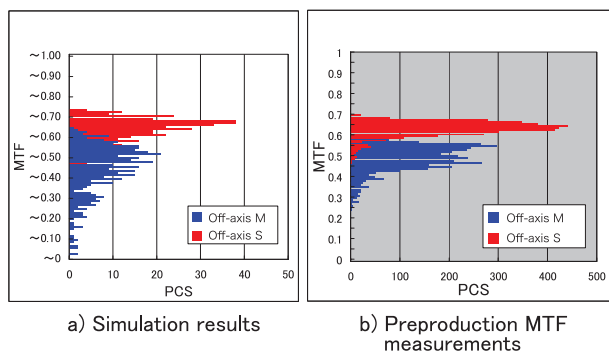 ~1.00
~0.90
~0.80
~0.70
~0.60
~0.50
~0.40
~0.30
~0.20
~0.10
~0
MTF
Off-axis M
Off-axis S
0 10 20 30 40 50
PCS
a) Simulation results
1
0.9
0.8
0.7
0.6
0.5
0.4
0.3
0.2
0.1
0
MTF
Off-axis M
Off-axis S
0 100 200 300 400 500
PCS
b) Preproduction MTF
measurements